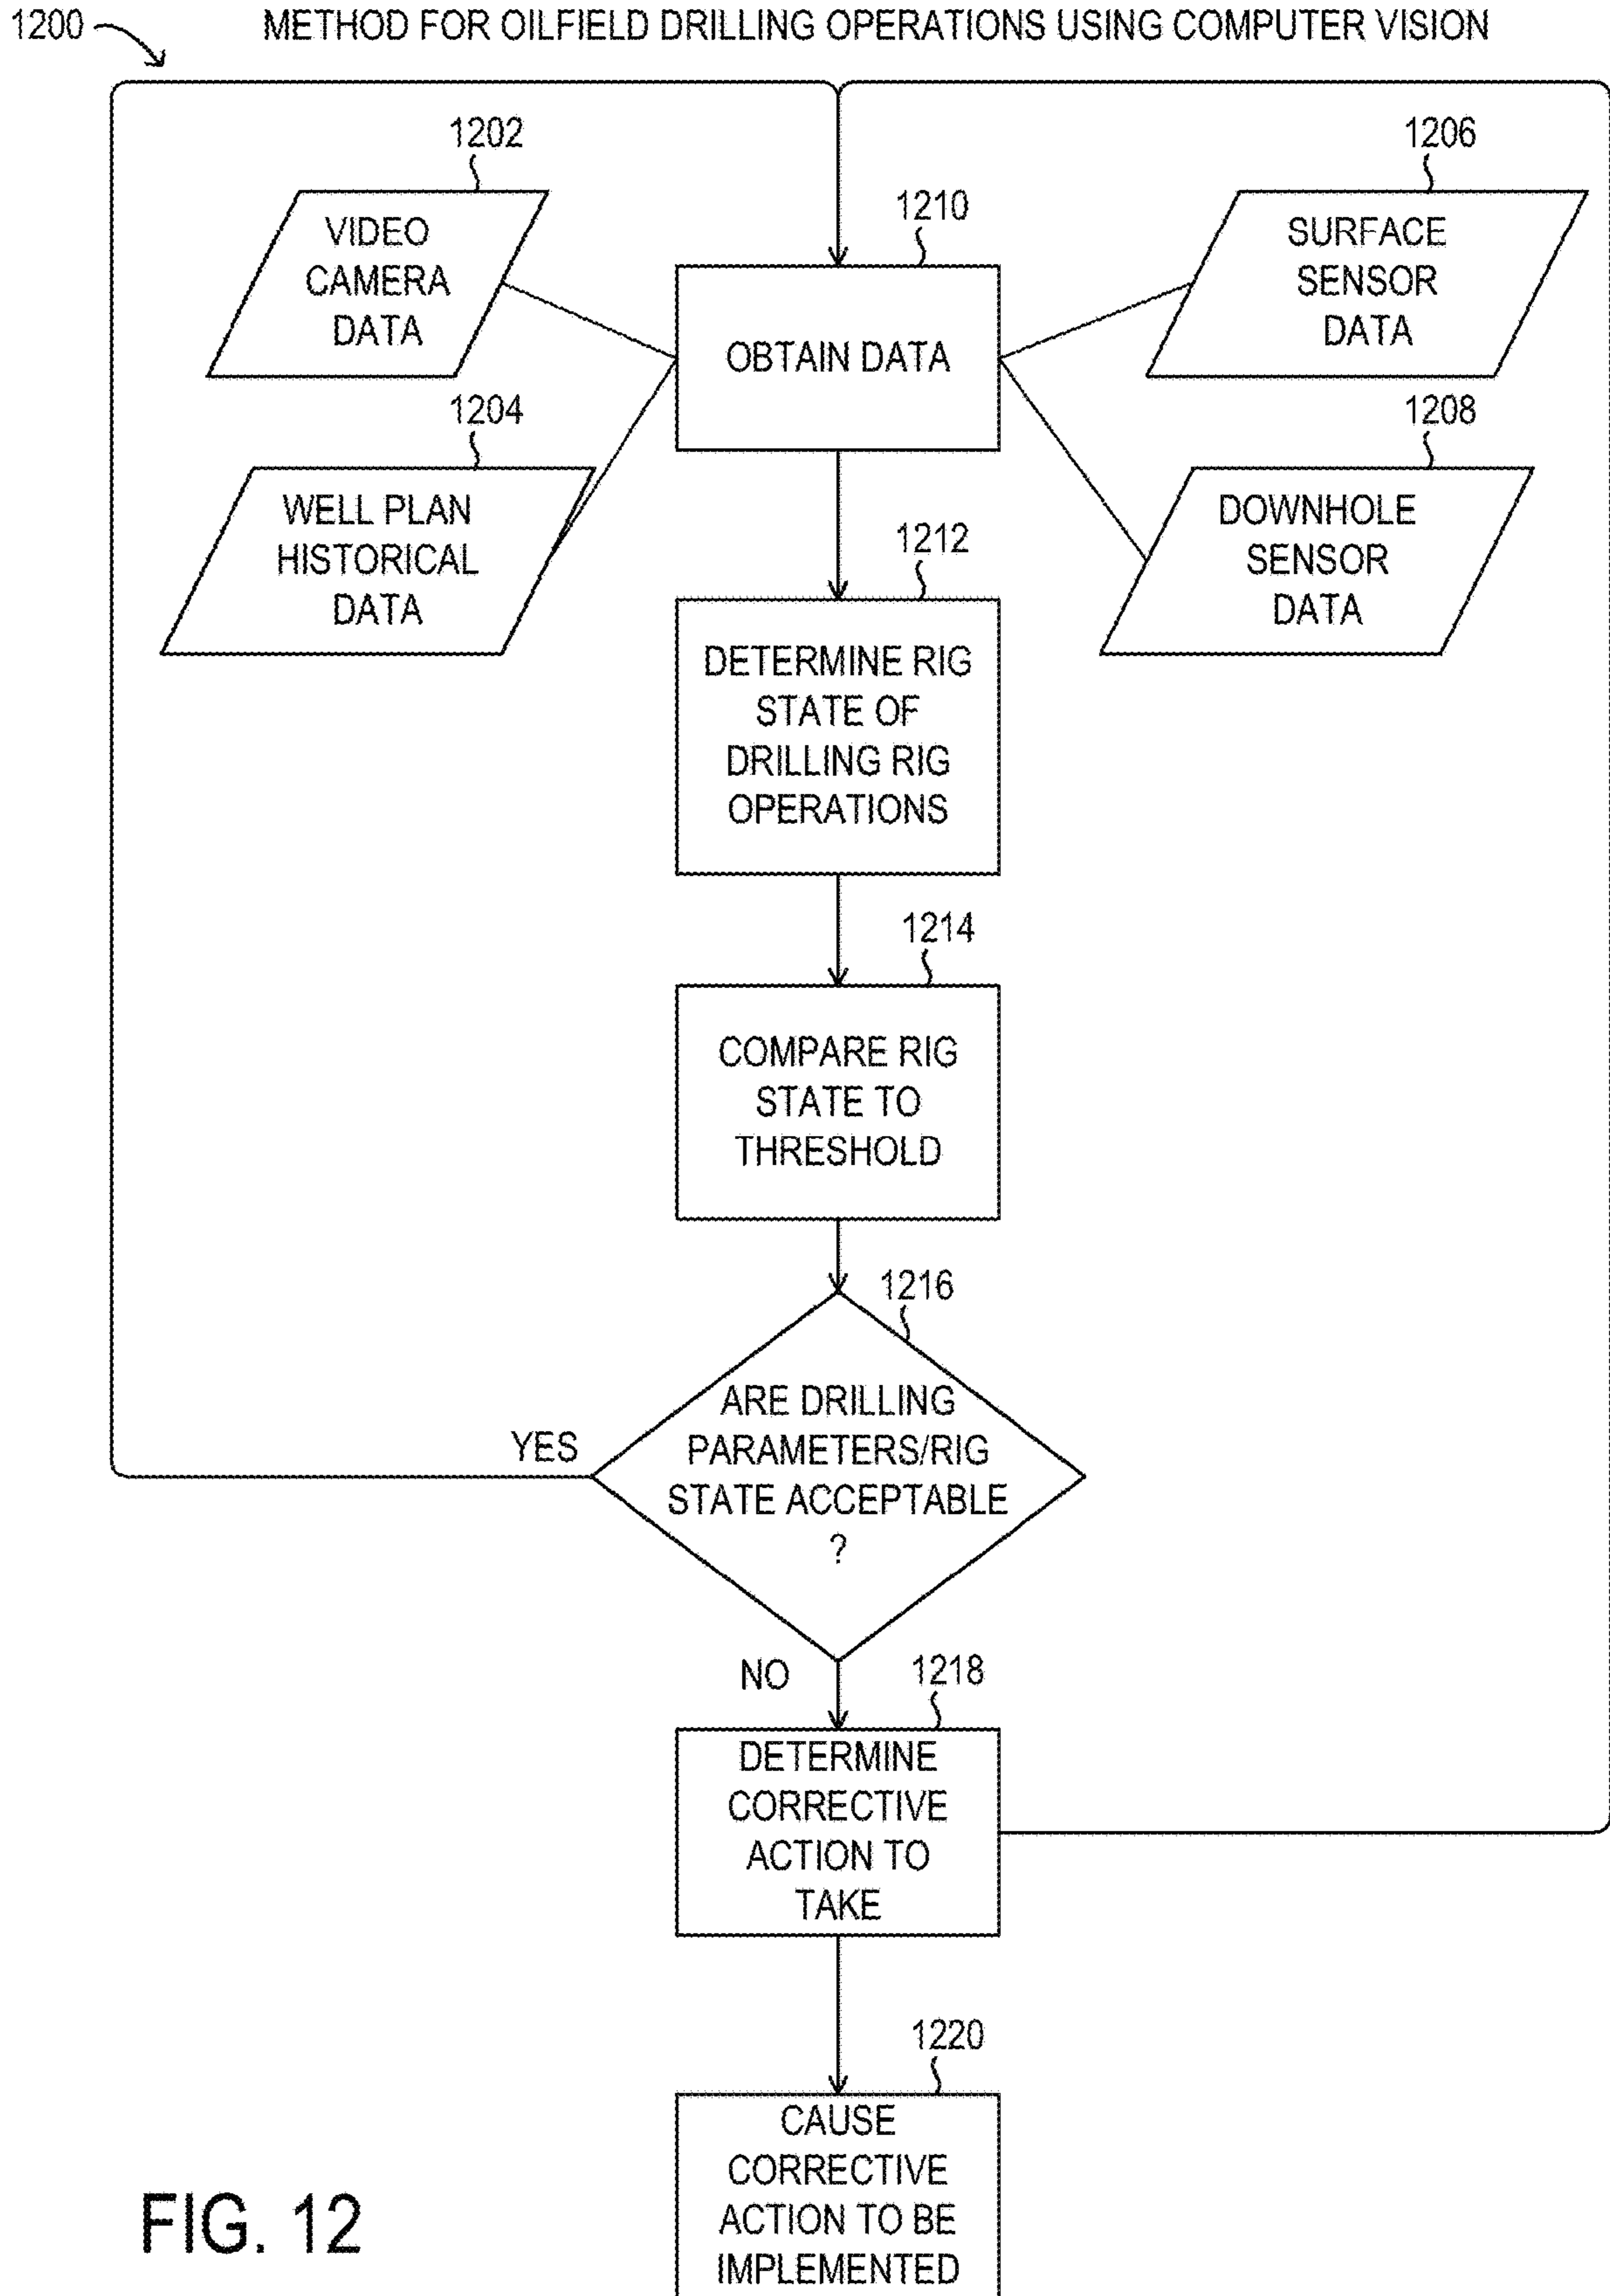 1200
METHOD FOR OILFIELD DRILLING OPERATIONS USING COMPUTER VISION
1202
VIDEO
CAMERA
DATA
1204
WELL PLAN
HISTORICAL
DATA
1206
SURFACE
SENSOR
DATA
1208
DOWNHOLE
SENSOR
DATA
1210
OBTAIN DATA
1212
DETERMINE RIG
STATE OF
DRILLING RIG
OPERATIONS
1214
COMPARE RIG
STATE TO
THRESHOLD
1216
ARE DRILLING
PARAMETERS/RIG
STATE ACCEPTABLE
?
YES
NO
1218
DETERMINE
CORRECTIVE
ACTION TO
TAKE
1220
CAUSE
CORRECTIVE
ACTION TO BE
IMPLEMENTED
FIG. 12